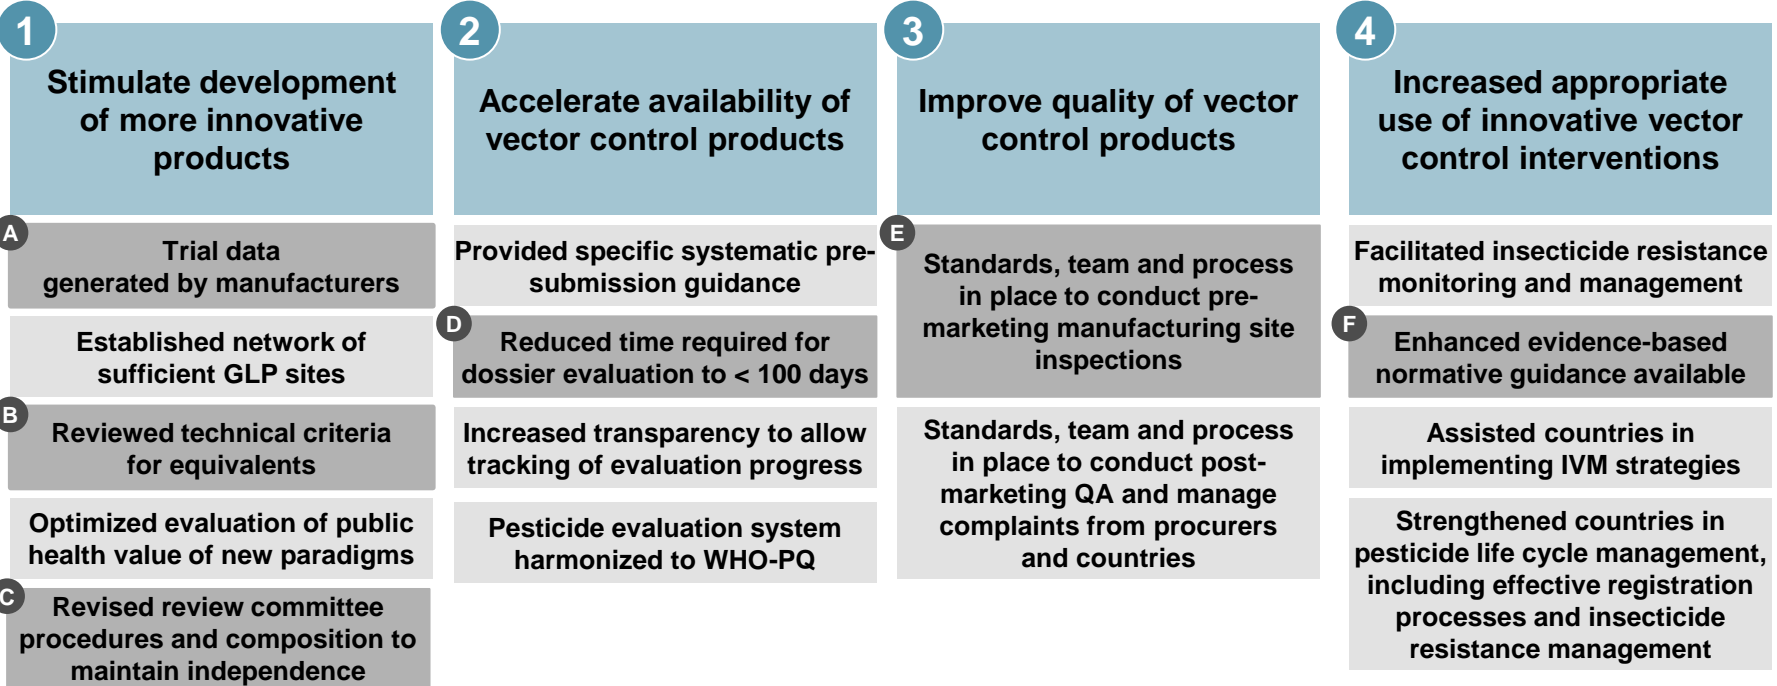 1
Stimulate development
of more innovative
products
A
Trial data
generated by manufacturers
Established network of
sufficient GLP sites
B
Reviewed technical criteria
for equivalents
Optimized evaluation of public
health value of new paradigms
C
Revised review committee
procedures and composition to
maintain independence
2
Accelerate availability of
vector control products
Provided specific systematic pre-
submission guidance
D
Reduced time required for
dossier evaluation to < 100 days
Increased transparency to allow
tracking of evaluation progress
Pesticide evaluation system
harmonized to WHO-PQ
3
Improve quality of vector
control products
E
Standards, team and process
in place to conduct pre-
marketing manufacturing site
inspections
Standards, team and process
in place to conduct post-
marketing QA and manage
complaints from procurers
and countries
4
Increased appropriate
use of innovative vector
control interventions
Facilitated insecticide resistance
monitoring and management
F
Enhanced evidence-based
normative guidance available
Assisted countries in
implementing IVM strategies
Strengthened countries in
pesticide life cycle management,
including effective registration
processes and insecticide
resistance management